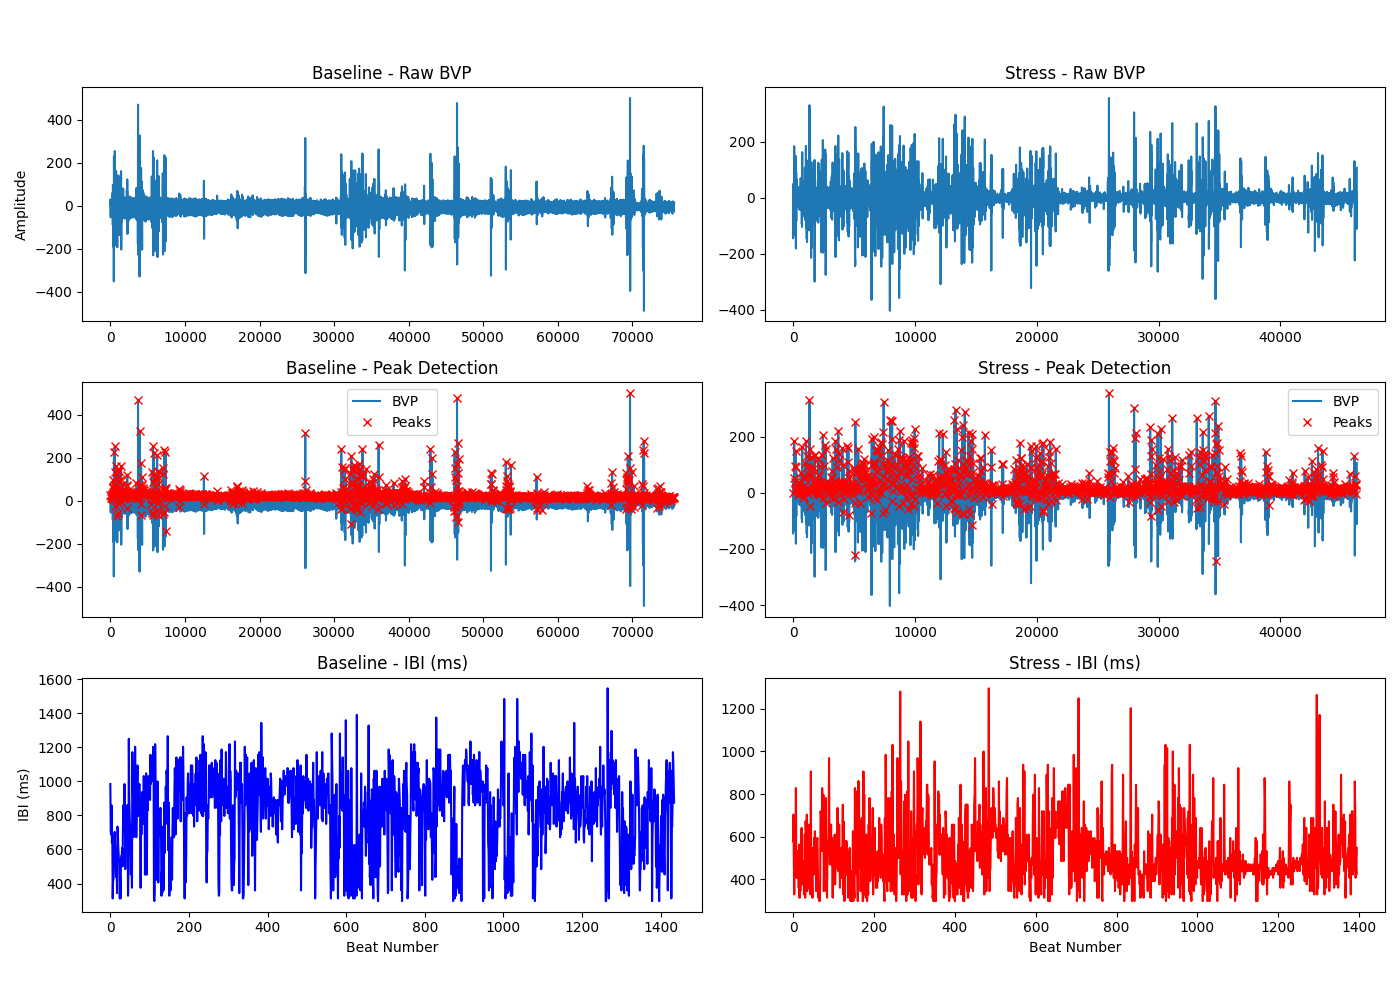 Baseline - Raw BVP
Stress - Raw BVP
Amplitude
400
200
0
−200
−400
0 10000 20000 30000 40000 50000 60000 70000
200
0
−200
−400
0 10000 20000 30000 40000
Baseline - Peak Detection
Stress - Peak Detection
BVP
Peaks
400
200
0
−200
−400
0 10000 20000 30000 40000 50000 60000 70000
BVP
Peaks
200
0
−200
−400
0 10000 20000 30000 40000
Baseline - IBI (ms)
Stress - IBI (ms)
IBI (ms)
1600
1400
1200
1000
800
600
400
0 200 400 600 800 1000 1200 1400
Beat Number
1200
1000
800
600
400
0 200 400 600 800 1000 1200 1400
Beat Number